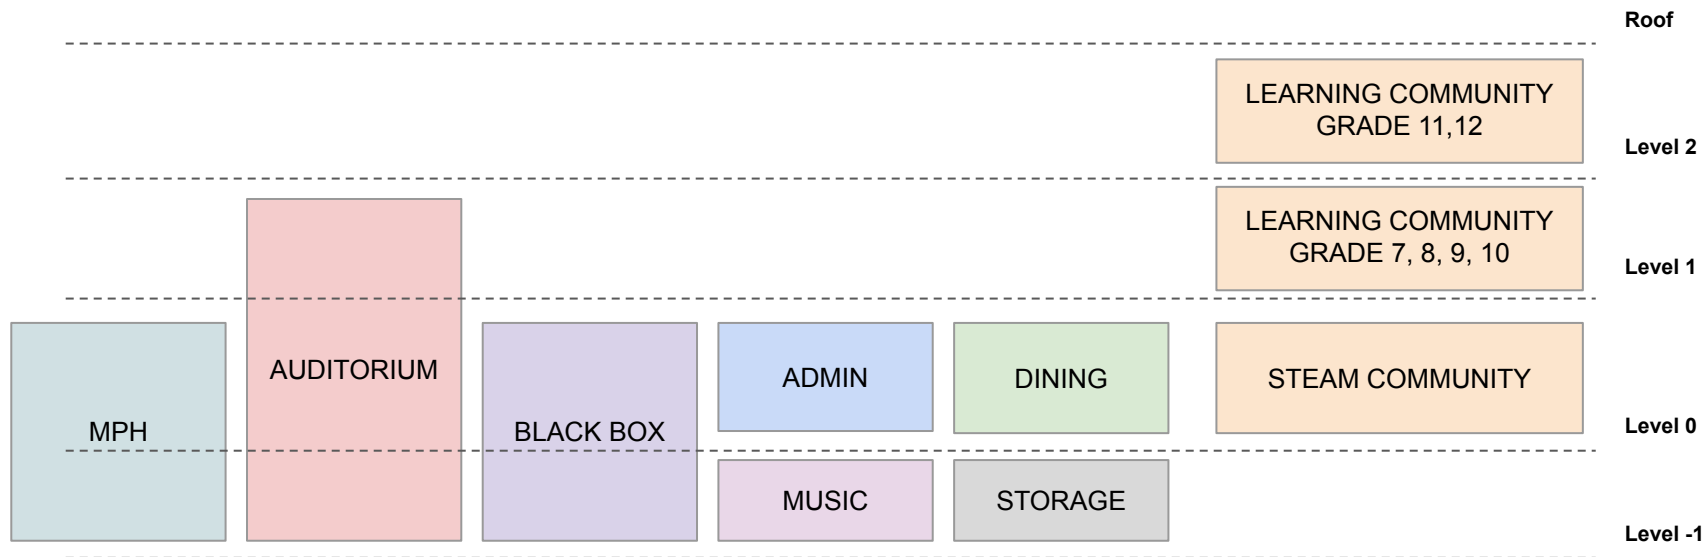 Roof
LEARNING COMMUNITY
GRADE 11,12
Level 2
LEARNING COMMUNITY
GRADE 7, 8, 9, 10
Level 1
AUDITORIUM
ADMIN
DINING
STEAM COMMUNITY
MPH
BLACK BOX
Level 0
MUSIC
STORAGE
Level -1